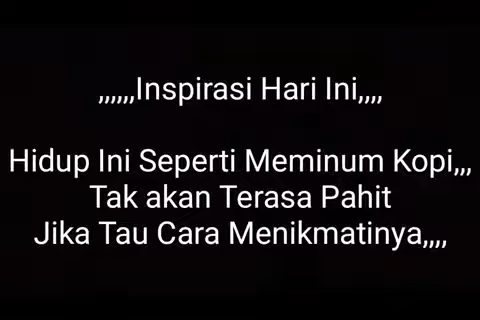 ,,,,,,Inspirasi Hari Ini,,,,
Hidup Ini Seperti Meminum Kopi,,,
Tak akan Terasa Pahit
Jika Tau Cara Menikmatinya,,,,